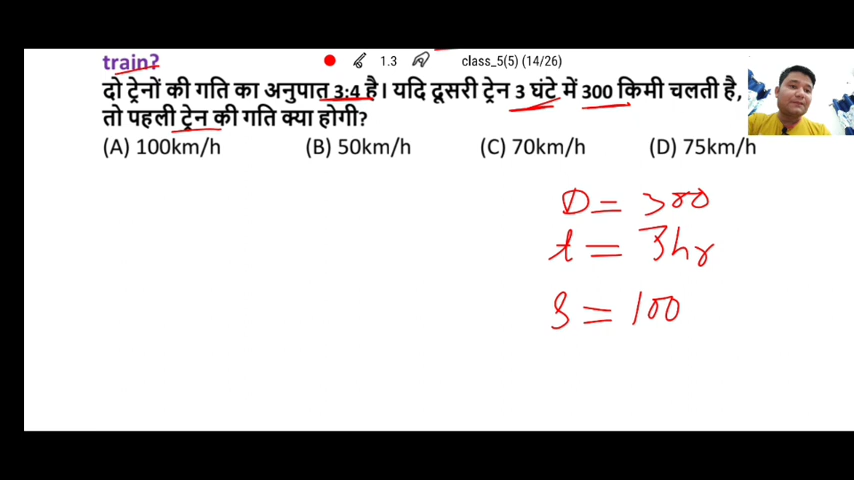 train?
1.3 class_5(5) (14/26)
दो ट्रेनों की गति का अनुपात 3:4 है। यदि दूसरी ट्रेन 3 घंटे में 300 किमी चलती है,
तो पहली ट्रेन की गति क्या होगी?
(A) 100km/h (B) 50km/h (C) 70km/h (D) 75km/h
D = 300
t = 3hr
S = 100